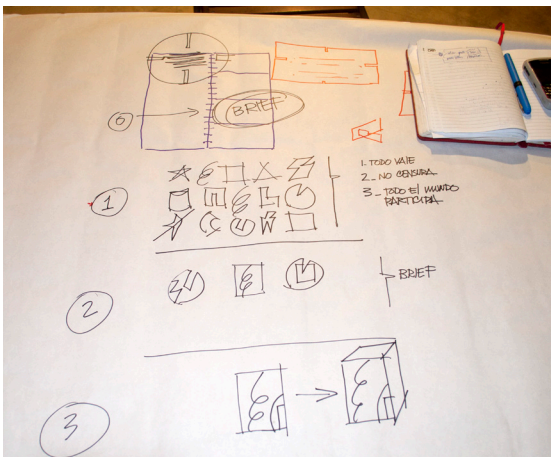 0
BRIEF
1
1. TODO VALE
2_ NO CENSURA.
3_ TODO El MUNDO
PARTICIPA
2
BRIEF
3